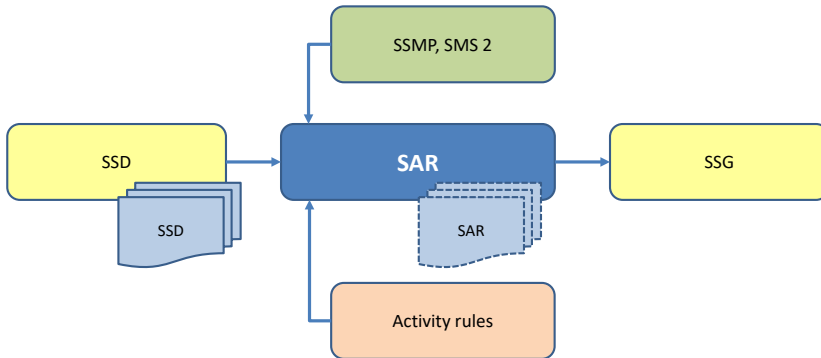 SSMP, SMS 2
SSD
SAR
SSG
SSD
SAR
Activity rules